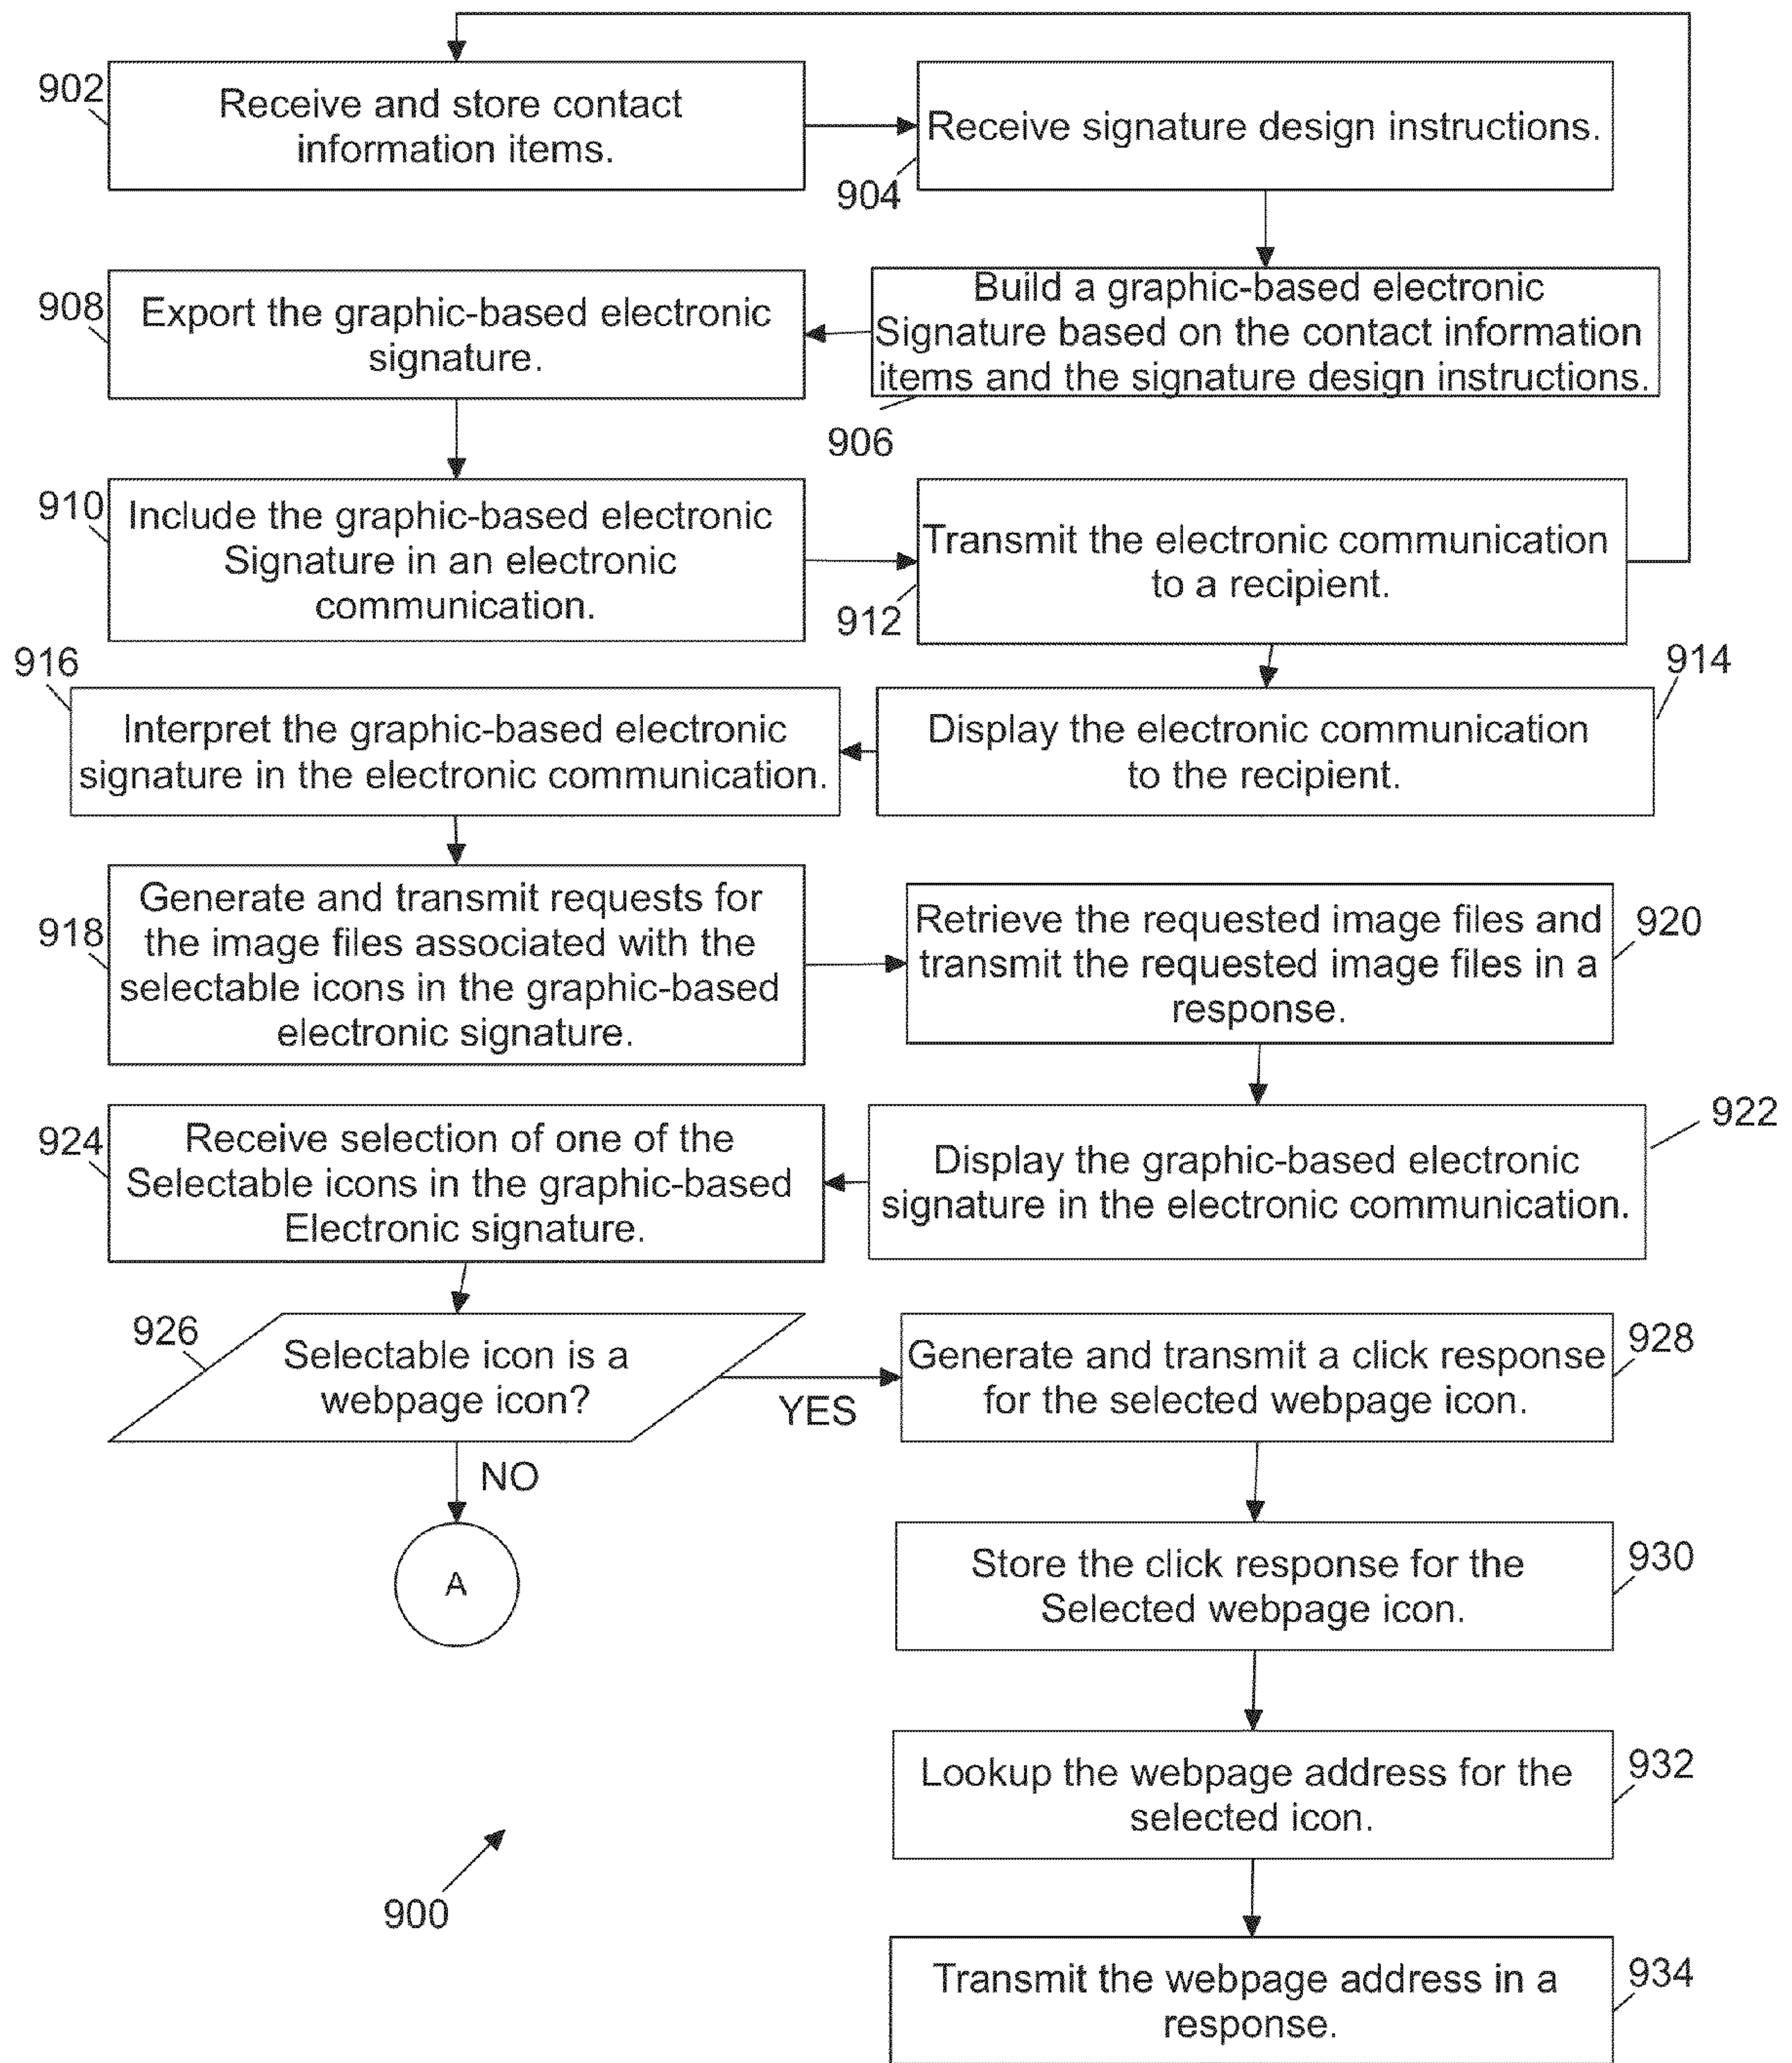 902
Receive and store contact
information items.
Receive signature design instructions.
904
908
Export the graphic-based electronic
signature.
Build a graphic-based electronic
Signature based on the contact information
items and the signature design instructions.
906
910
Include the graphic-based electronic
Signature in an electronic
communication.
Transmit the electronic communication
to a recipient.
912
916
Interpret the graphic-based electronic
signature in the electronic communication.
914
Display the electronic communication
to the recipient.
918
Generate and transmit requests for
the image files associated with the
selectable icons in the graphic-based
electronic signature.
Retrieve the requested image files and
transmit the requested image files in a
response.
920
924
Receive selection of one of the
Selectable icons in the graphic-based
Electronic signature.
922
Display the graphic-based electronic
signature in the electronic communication.
926
Selectable icon is a
webpage icon?
YES
NO
A
Generate and transmit a click response
for the selected webpage icon.
928
Store the click response for the
Selected webpage icon.
930
Lookup the webpage address for the
selected icon.
932
900
Transmit the webpage address in a
response.
934